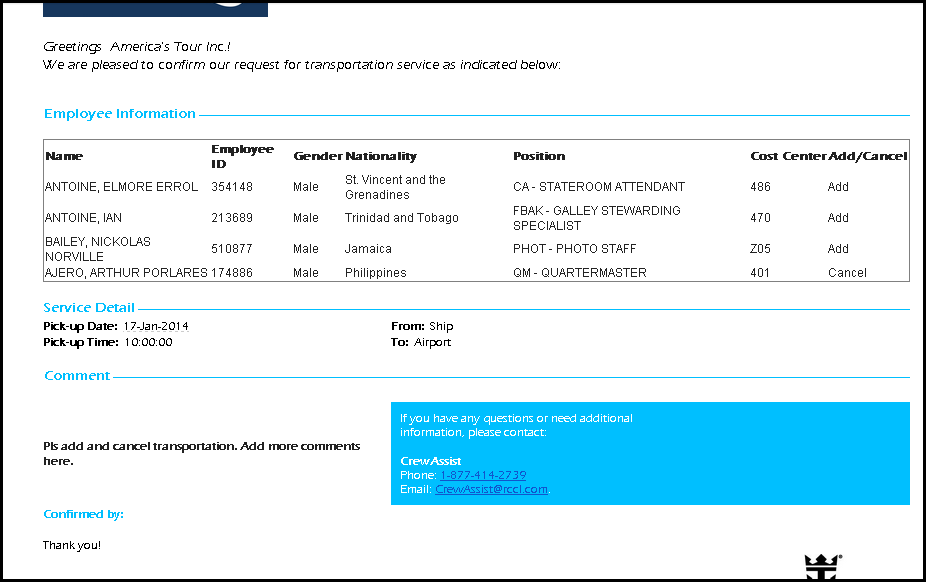 Greetings  America's Tour Inc.!
We are pleased to confirm our request for transportation service as indicated below:
Employee Information
Name Employee ID Gender Nationality Position Cost Center Add/Cancel
ANTOINE, ELMORE ERROL 354148 Male St. Vincent and the Grenadines CA - STATEROOM ATTENDANT 486 Add
ANTOINE, IAN 213689 Male Trinidad and Tobago FBAK - GALLEY STEWARDING SPECIALIST 470 Add
BAILEY, NICKOLAS NORVILLE 510877 Male Jamaica PHOT - PHOTO STAFF Z05 Add
AJERO, ARTHUR PORLARES 174886 Male Philippines QM - QUARTERMASTER 401 Cancel
Service Detail
Pick-up Date: 17-Jan-2014 From: Ship
Pick-up Time: 10:00:00 To: Airport
Comment
Pls add and cancel transportation. Add more comments
here.
If you have any questions or need additional
information, please contact:
CrewAssist
Phone: 1-877-414-2739
Email: CrewAssist@rccl.com.
Confirmed by:
Thank you!